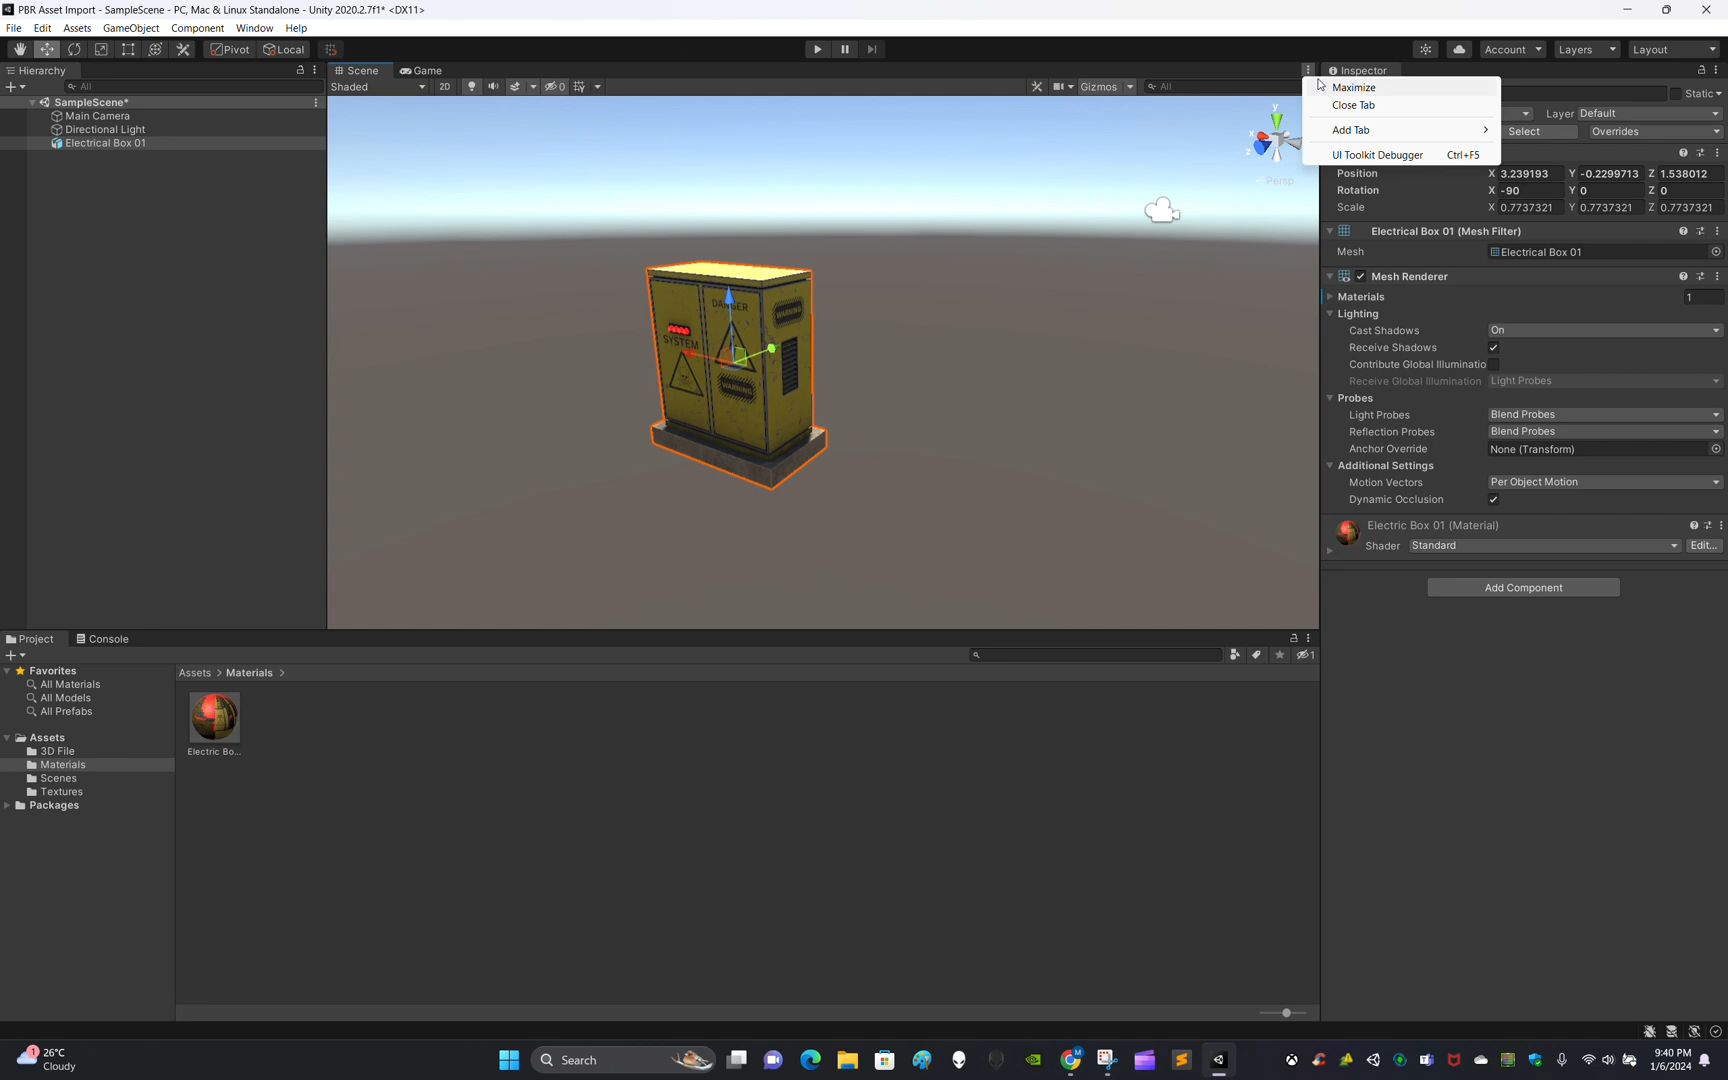 PBR Asset Import - SampleScene - PC, Mac & Linux Standalone - Unity 2020.2.7f1* <DX11>
File Edit Assets GameObject Component Window Help
Pivot Local Account Layers Layout
Hierarchy
All
SampleScene*
Main Camera
Directional Light
Electrical Box 01
Scene Game
Shaded 2D 0 Gizmos All
y
x
z
Persp
DANGER
WARNING
SYSTEM
WARNING
Maximize
Close Tab
Add Tab
UI Toolkit Debugger Ctrl+F5
Inspector
Static
Layer Default
Select Overrides
Position X 3.239193 Y -0.2299713 Z 1.538012
Rotation X -90 Y 0 Z 0
Scale X 0.7737321 Y 0.7737321 Z 0.7737321
Electrical Box 01 (Mesh Filter)
Mesh Electrical Box 01
Mesh Renderer
Materials 1
Lighting
Cast Shadows On
Receive Shadows
Contribute Global Illuminatio
Receive Global Illumination Light Probes
Probes
Light Probes Blend Probes
Reflection Probes Blend Probes
Anchor Override None (Transform)
Additional Settings
Motion Vectors Per Object Motion
Dynamic Occlusion
Electric Box 01 (Material)
Shader Standard Edit...
Add Component
Project Console
1
Favorites
All Materials
All Models
All Prefabs
Assets
3D File
Materials
Scenes
Textures
Packages
Assets > Materials >
Electric Bo...
1
26°C
Cloudy
Search
M
9:40 PM
1/6/2024